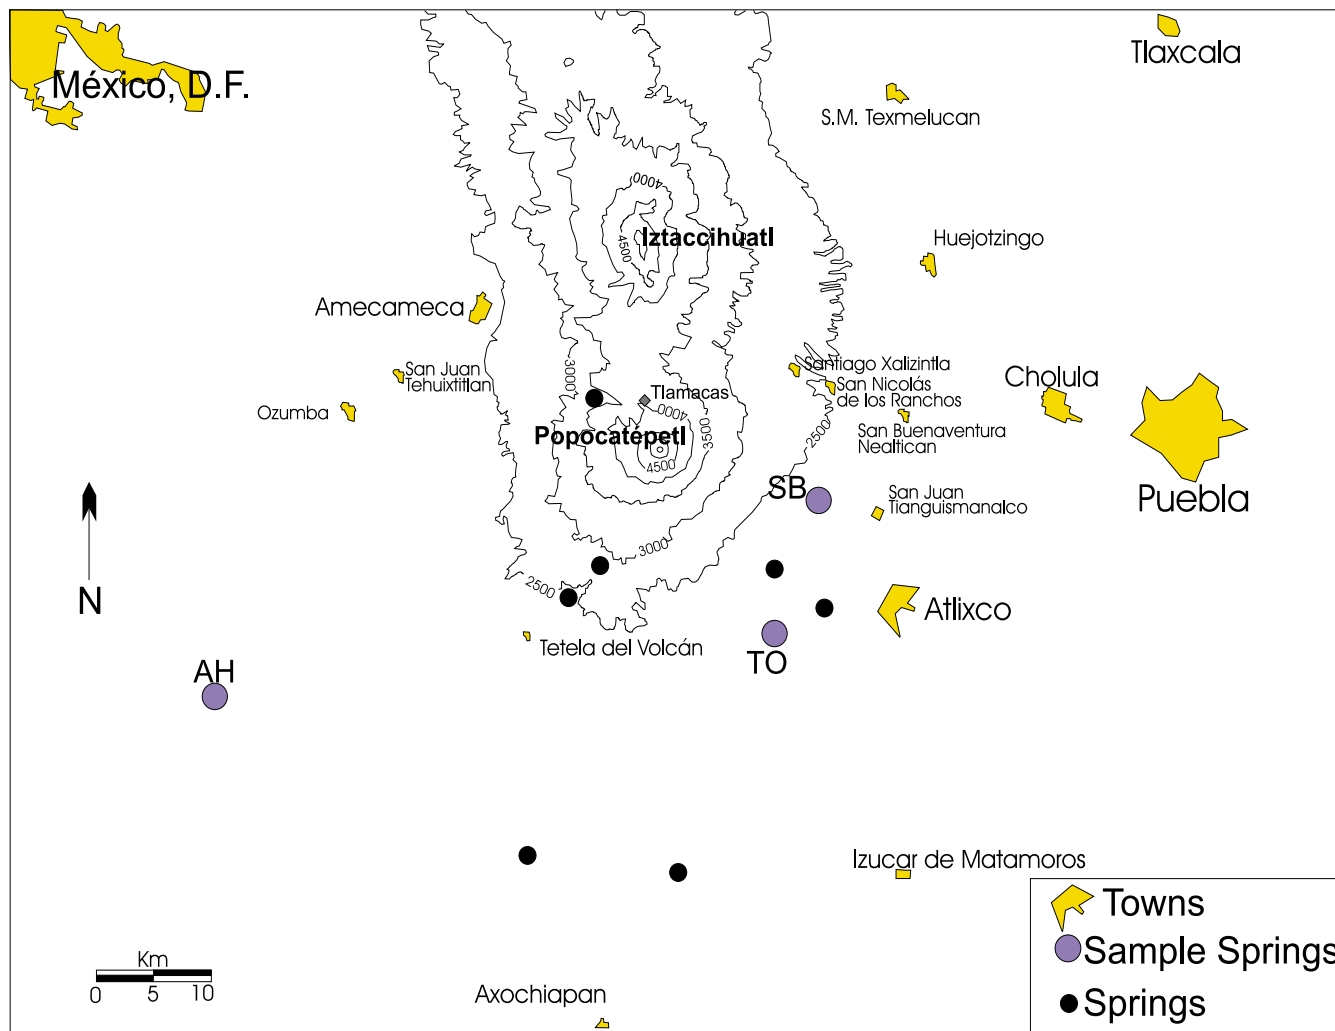 Tlaxcala
México, D.F.
S.M. Texmelucan
4000
Iztaccihuatl
4500
Huejotzingo
Amecameca
Santiago Xalizintla
San Juan
Tehuixtitlan
3000
Tlamacas
San Nicolás
de los Ranchos
Cholula
Ozumba
4000
3500
2500
San Buenaventura
Nealtican
Popocatépetl
4500
SB
San Juan
Tianguismanalco
Puebla
3000
2500
N
Atlixco
Tetela del Volcán
TO
AH
Izucar de Matamoros
Towns
Sample Springs
Springs
Km
0 5 10
Axochiapan